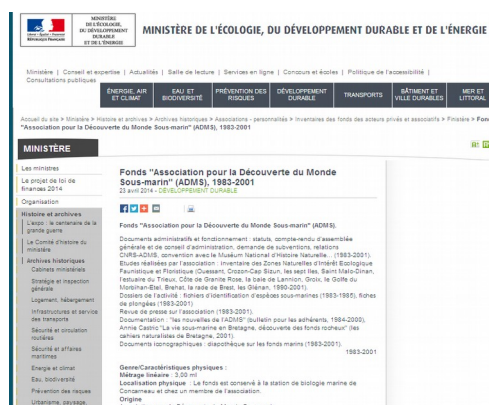 MINISTÈRE
DE L'ÉCOLOGIE,
DU DÉVELOPPEMENT
DURABLE
ET DE L'ÉNERGIE
RÉPUBLIQUE FRANÇAISE
MINISTÈRE DE L'ÉCOLOGIE, DU DÉVELOPPEMENT DURABLE ET DE L'ÉNERGIE
Ministère | Conseil et expertise | Actualités | Salle de lecture | Services en ligne | Concours et écoles | Politique de l'accessibilité |
Consultations publiques
ÉNERGIE, AIR ET CLIMAT
EAU ET BIODIVERSITÉ
PRÉVENTION DES RISQUES
DÉVELOPPEMENT DURABLE
TRANSPORTS
BÂTIMENT ET VILLE DURABLES
MER ET LITTORAL
Accueil du site > Ministère > Histoire et archives > Archives historiques > Associations - personnalités > Inventaires des fonds des acteurs privés et associatifs > Finistère > Fon
"Association pour la Découverte du Monde Sous-marin" (ADMS), 1983-2001
MINISTÈRE
Les ministres
Le projet de loi de
finances 2014
Organisation
Histoire et archives
L'expo : le centenaire de la
grande guerre
Le Comité d'histoire du
ministère
Archives historiques
Cabinets ministériels
Stratégie et inspection
générale
Logement, hébergement
Infrastructures et service
des transports
Sécurité et circulation
routières
Sécurité et affaires
maritimes
Energie et climat
Eau, biodiversité
Prévention des risques
Urbanisme, paysage,
Fonds "Association pour la Découverte du Monde
Sous-marin" (ADMS), 1983-2001
23 avril 2014 - DÉVELOPPEMENT DURABLE
Fonds "Association pour la Découverte du Monde Sous-marin" (ADMS).
Documents administratifs et fonctionnement : statuts, compte-rendu d'assemblée
générale et de conseil d'administration, demande de subventions, relations
CNRS-ADMS, convention avec le Muséum National d'Histoire Naturelle... (1983-2001).
Etudes réalisées par l'association : inventaire des Zones Naturelles d'Intérêt Ecologique
Faunistique et Floristique (Ouessant, Crozon-Cap Sizun, les sept îles, Saint Malo-Dinan,
l'estuaire du Trieux, Côte de Granite Rose, la baie de Lannion, Groix, le Golfe du
Morbihan-Etel, Brehat, la rade de Brest, les Glénan, 1990-2001).
Dossiers de l'activité : fichiers d'identification d'espèces sous-marines (1983-1985), fiches
de plongées (1983-2001)
Revue de presse sur l'association (1983-2001).
Documentation : "les nouvelles de l'ADMS" (bulletin pour les adhérents, 1984-2000),
Annie Castric "La vie sous-marine en Bretagne, découverte des fonds rocheux" (les
cahiers naturalistes de Bretagne, 2001).
Documents iconographiques : diapothèque sur les fonds marins (1983-2001).
1983-2001
Genre/Caractéristiques physiques :
Métrage linéaire : 3,00 ml
Localisation physique : Le fonds est conservé à la station de biologie marine de
Concarneau et chez un membre de l'association.
Origine